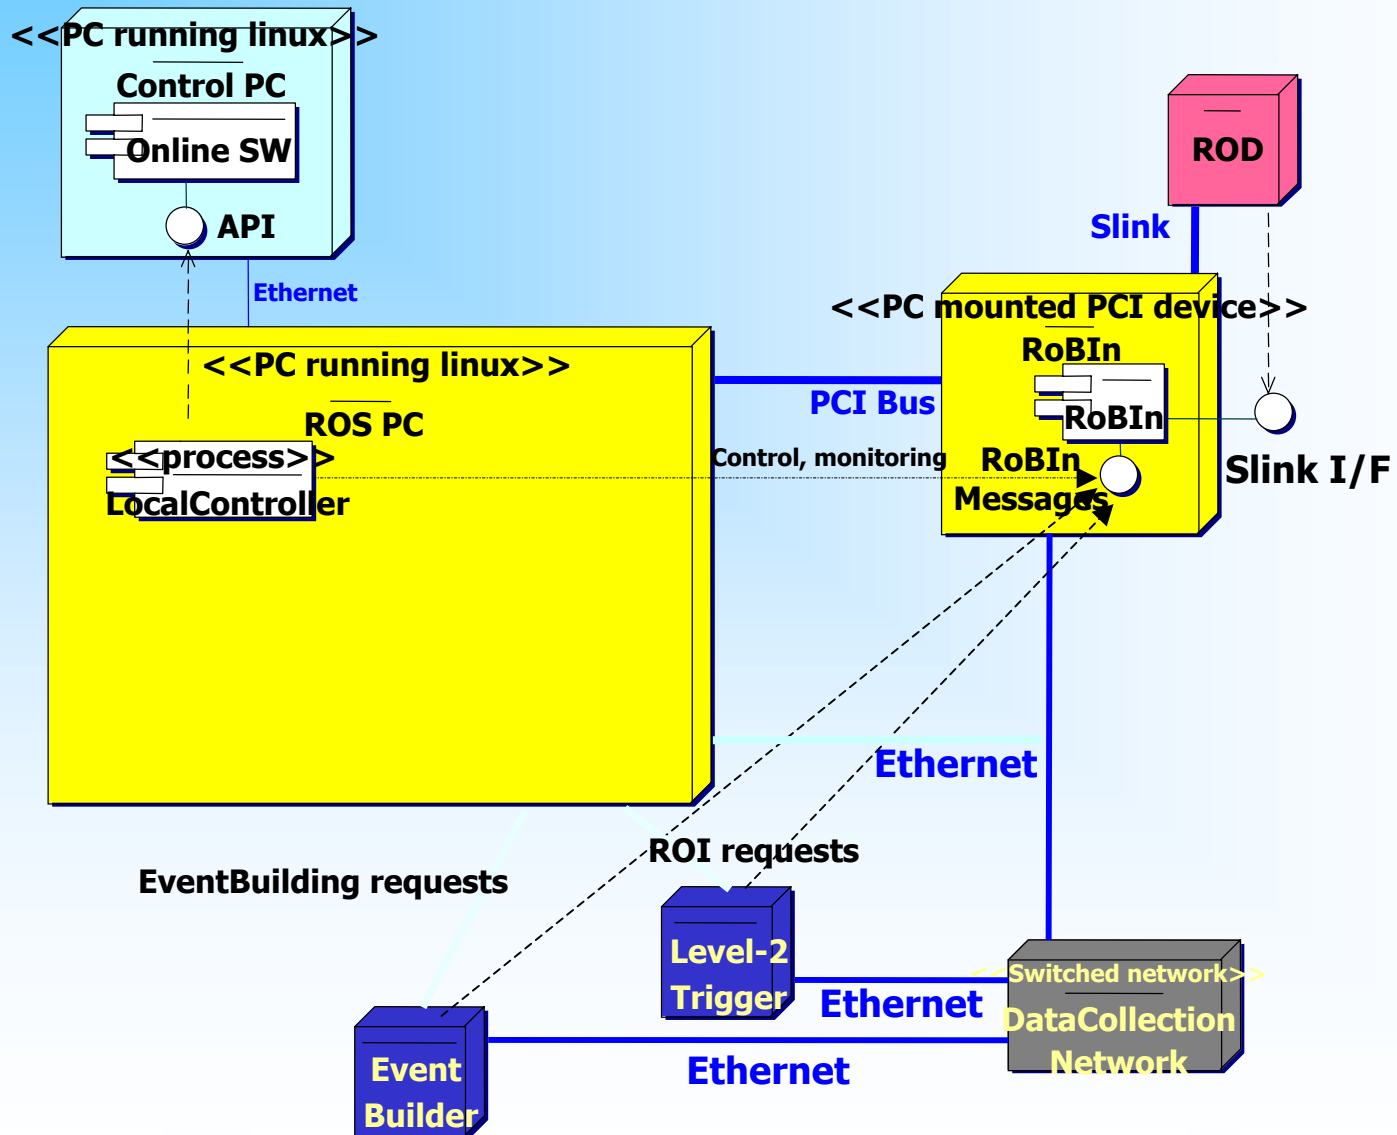 <<PC running linux>>
Control PC
Online SW
API
Ethernet
ROD
Slink
<<PC mounted PCI device>>
RoBIn
RoBIn
Slink I/F
RoBIn
Messages
PCI Bus
Control, monitoring
<<PC running linux>>
ROS PC
<<process>>
LocalController
Ethernet
ROI requests
EventBuilding requests
Level-2
Trigger
Ethernet
<<Switched network>>
DataCollection
Network
Event
Builder
Ethernet